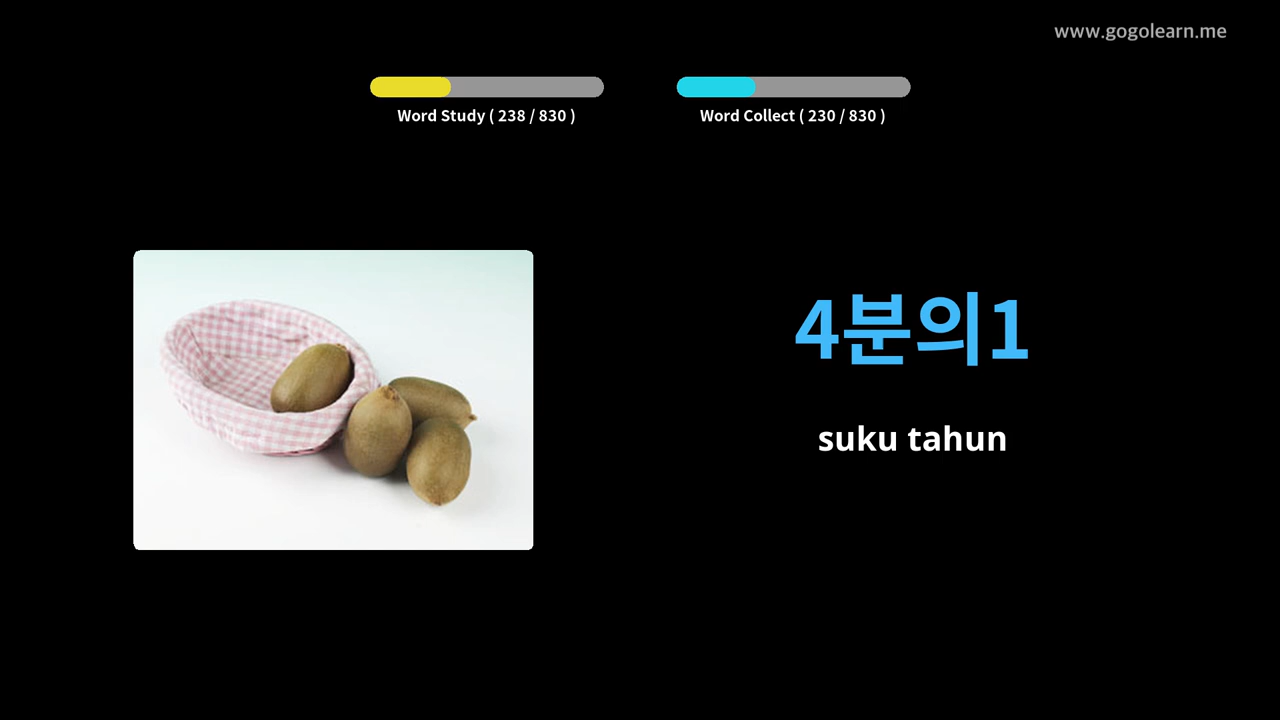 www.gogolearn.me
Word Study ( 238 / 830 )
Word Collect ( 230 / 830 )
4분의1
suku tahun